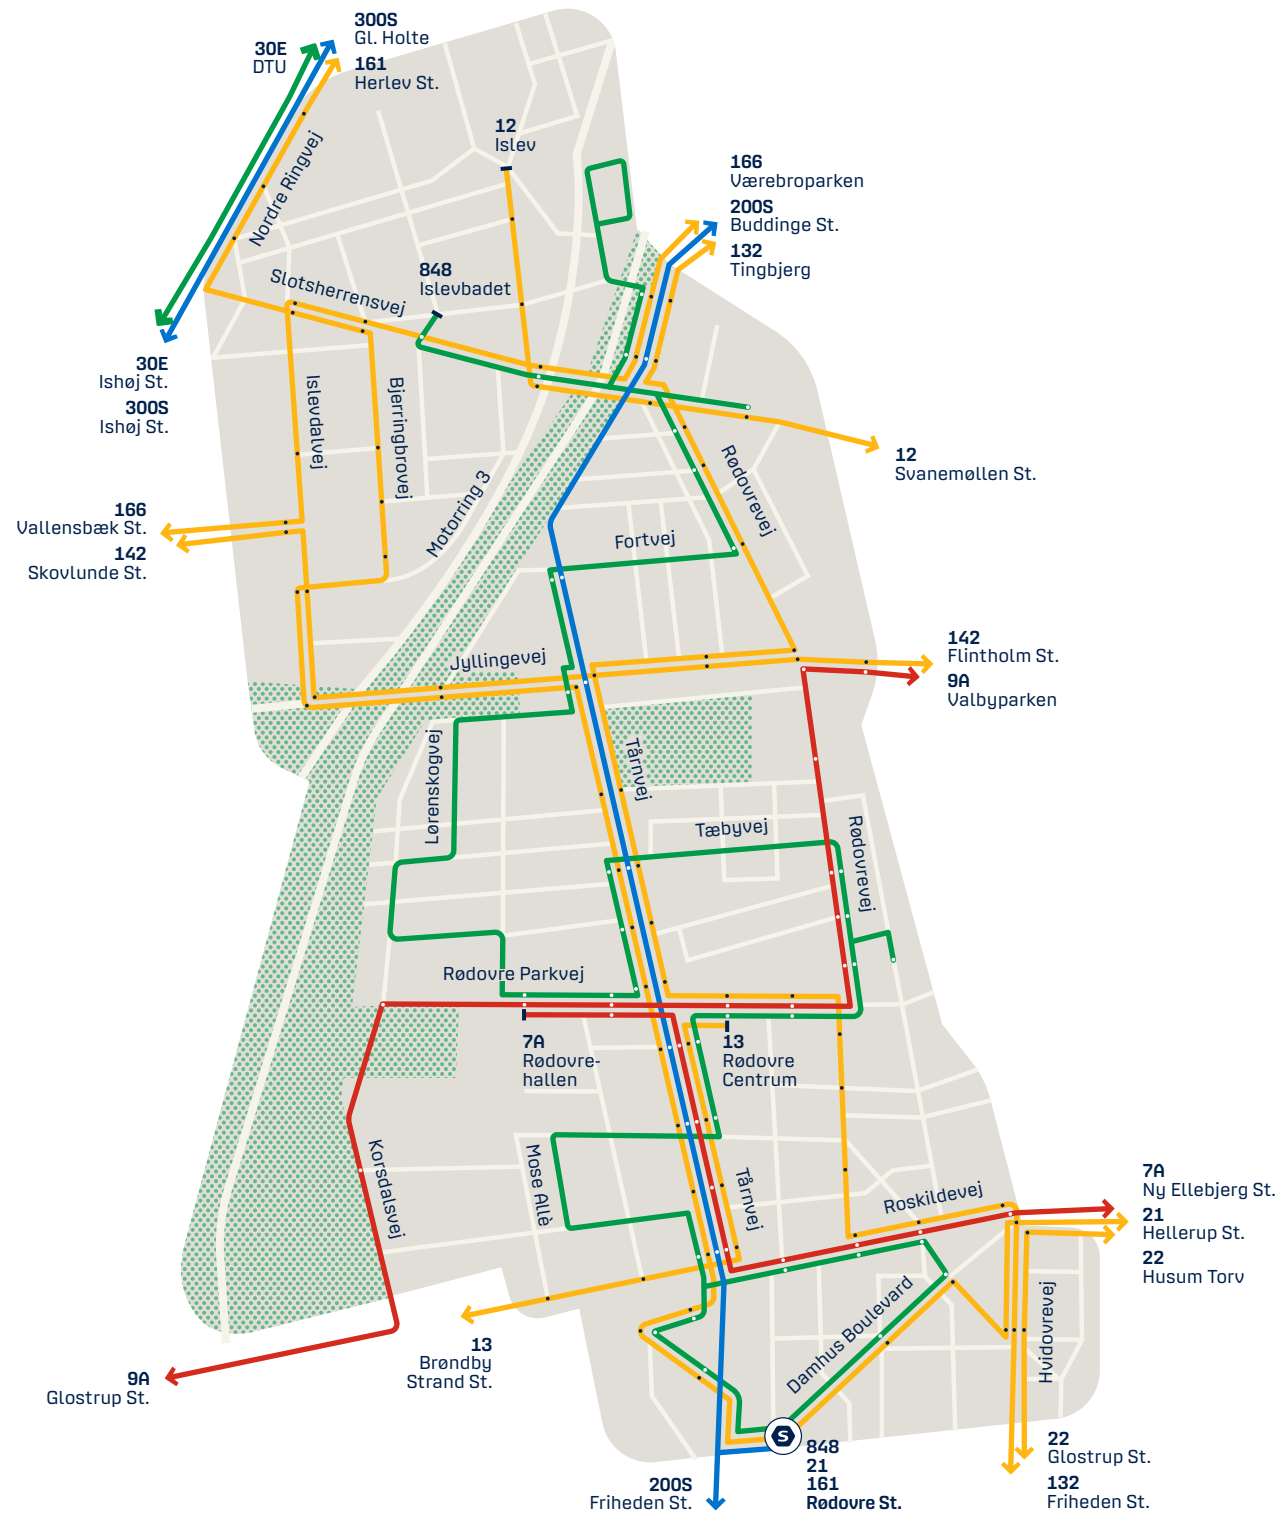 300S
Gl. Holte
30E
DTU
161
Herlev St.
12
Islev
Nordre Ringvej
166
Værebroparken
200S
Buddinge St.
132
Tingbjerg
848
Islevbadet
Slotsherrensvej
30E
Ishøj St.
300S
Ishøj St.
Islevdalvej
Bjerringbrovej
Motorring 3
Rødovrevej
12
Svanemøllen St.
166
Vallensbæk St.
142
Skovlunde St.
Fortvej
142
Flintholm St.
9A
Valbyparken
Jyllingevej
Lørenskogvej
Tårnvej
Tæbyvej
Rødovrevej
Rødovre Parkvej
7A
Rødovre-
hallen
13
Rødovre
Centrum
Korsdalsvej
Mose Allè
Tårnvej
Roskildevej
7A
Ny Ellebjerg St.
21
Hellerup St.
22
Husum Torv
Damhus Boulevard
Hvidovrevej
13
Brøndby
Strand St.
9A
Glostrup St.
S
848
21
161
Rødovre St.
200S
Friheden St.
22
Glostrup St.
132
Friheden St.